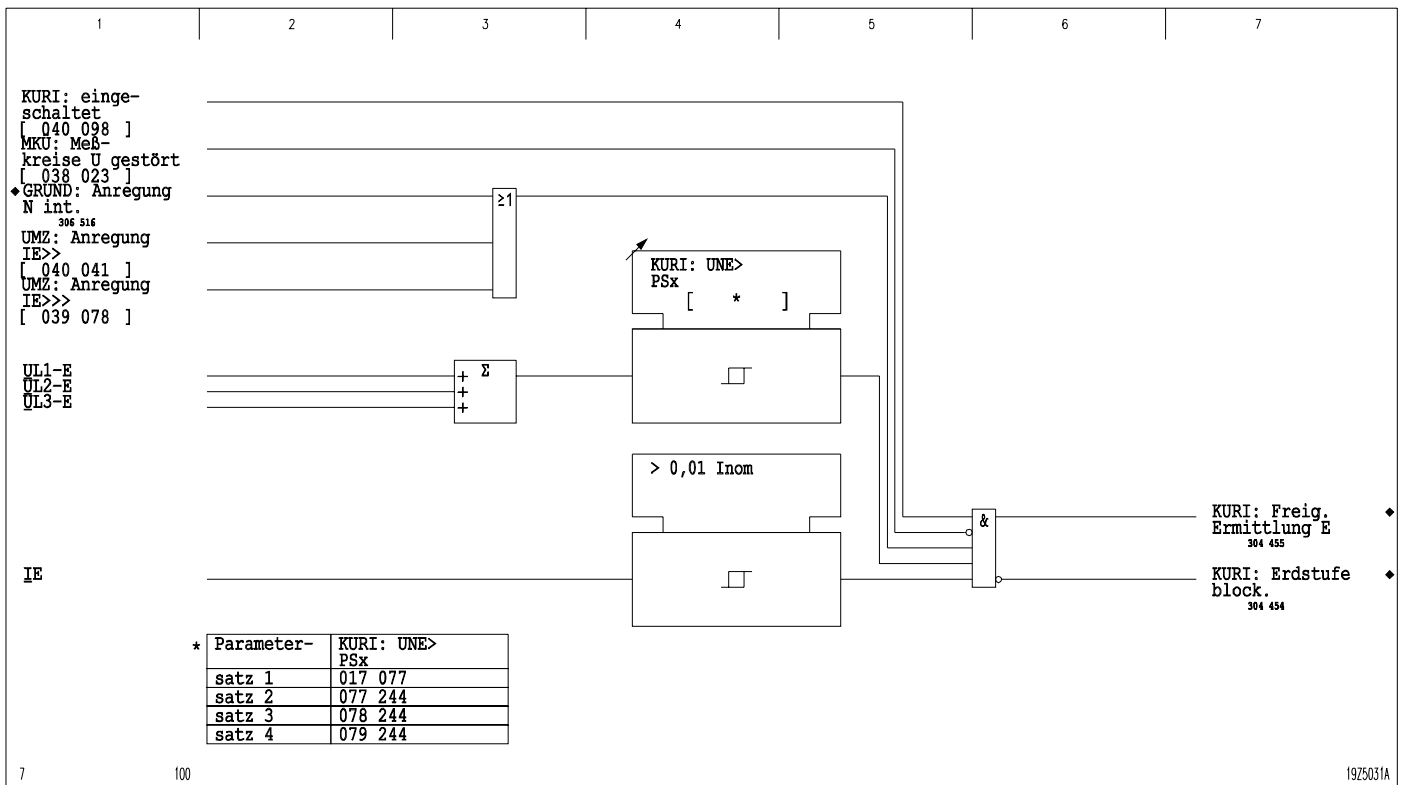 1 2 3 4 5 6 7
KURI: einge-
schaltet
[ 040 098 ]
MKÜ: Meß-
kreise U gestört
[ 038 023 ]
◆GRUND: Anregung
N int.
306 516
UMZ: Anregung
IE>>
[ 040 041 ]
UMZ: Anregung
IE>>>
[ 039 078 ]
≥1
KURI: UNE>
PSx
[ * ]
UL1-E
UL2-E
UL3-E
+ Σ
+
+
> 0,01 Inom
&
KURI: Freig. ◆
Ermittlung E
304 455
IE
KURI: Erdstufe ◆
block.
304 454
* Parameter- KURI: UNE>
PSx
satz 1 017 077
satz 2 077 244
satz 3 078 244
satz 4 079 244
7 100 19Z5031A